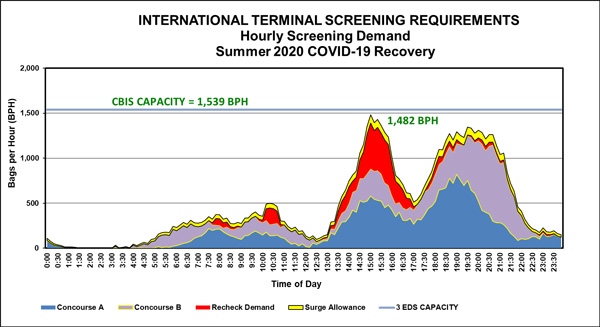 INTERNATIONAL TERMINAL SCREENING REQUIREMENTS
Hourly Screening Demand
Summer 2020 COVID-19 Recovery
2,000
1,500
1,000
500
0
Bags per Hour (BPH)
CBIS CAPACITY = 1,539 BPH
1,482 BPH
0:00 0:30 1:00 1:30 2:00 2:30 3:00 3:30 4:00 4:30 5:00 5:30 6:00 6:30 7:00 7:30 8:00 8:30 9:00 9:30 10:00 10:30 11:00 11:30 12:00 12:30 13:00 13:30 14:00 14:30 15:00 15:30 16:00 16:30 17:00 17:30 18:00 18:30 19:00 19:30 20:00 20:30 21:00 21:30 22:00 22:30 23:00 23:30
Time of Day
Concourse A Concourse B Recheck Demand Surge Allowance 3 EDS CAPACITY